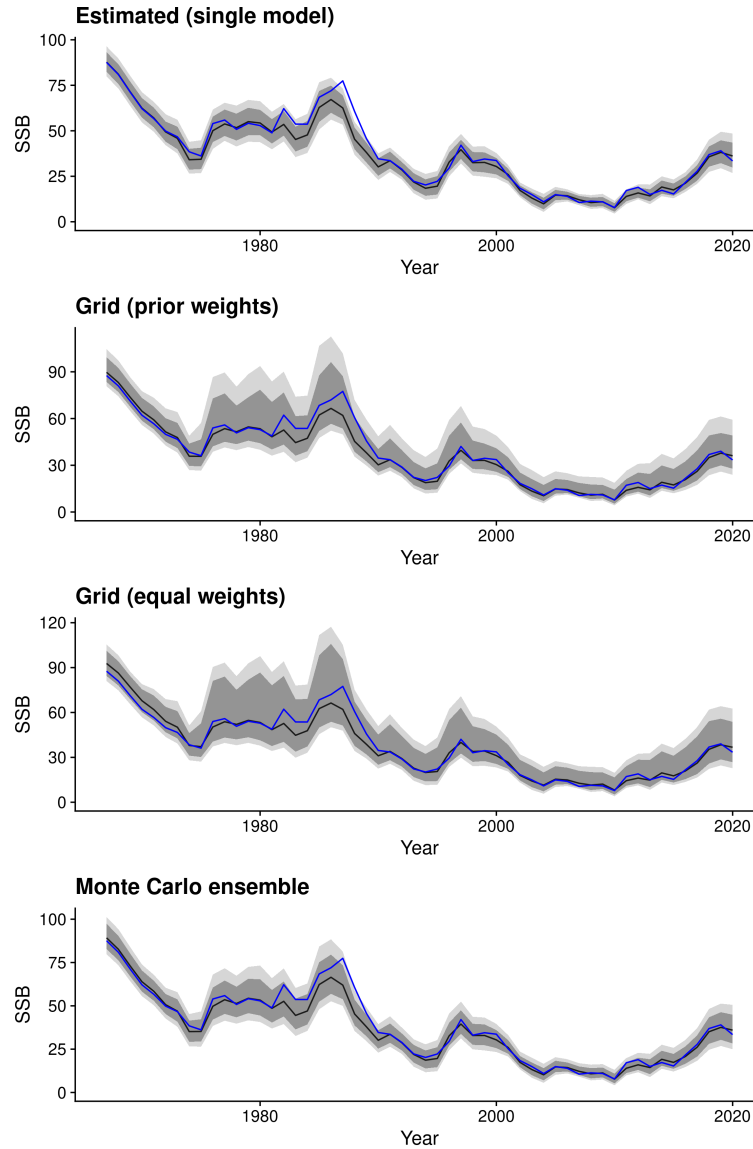 Estimated (single model)
100
75
50
25
0
SSB
1980
2000
2020
Year
Grid (prior weights)
90
60
30
0
SSB
1980
2000
2020
Year
Grid (equal weights)
120
90
60
30
0
SSB
1980
2000
2020
Year
Monte Carlo ensemble
100
75
50
25
0
SSB
1980
2000
2020
Year